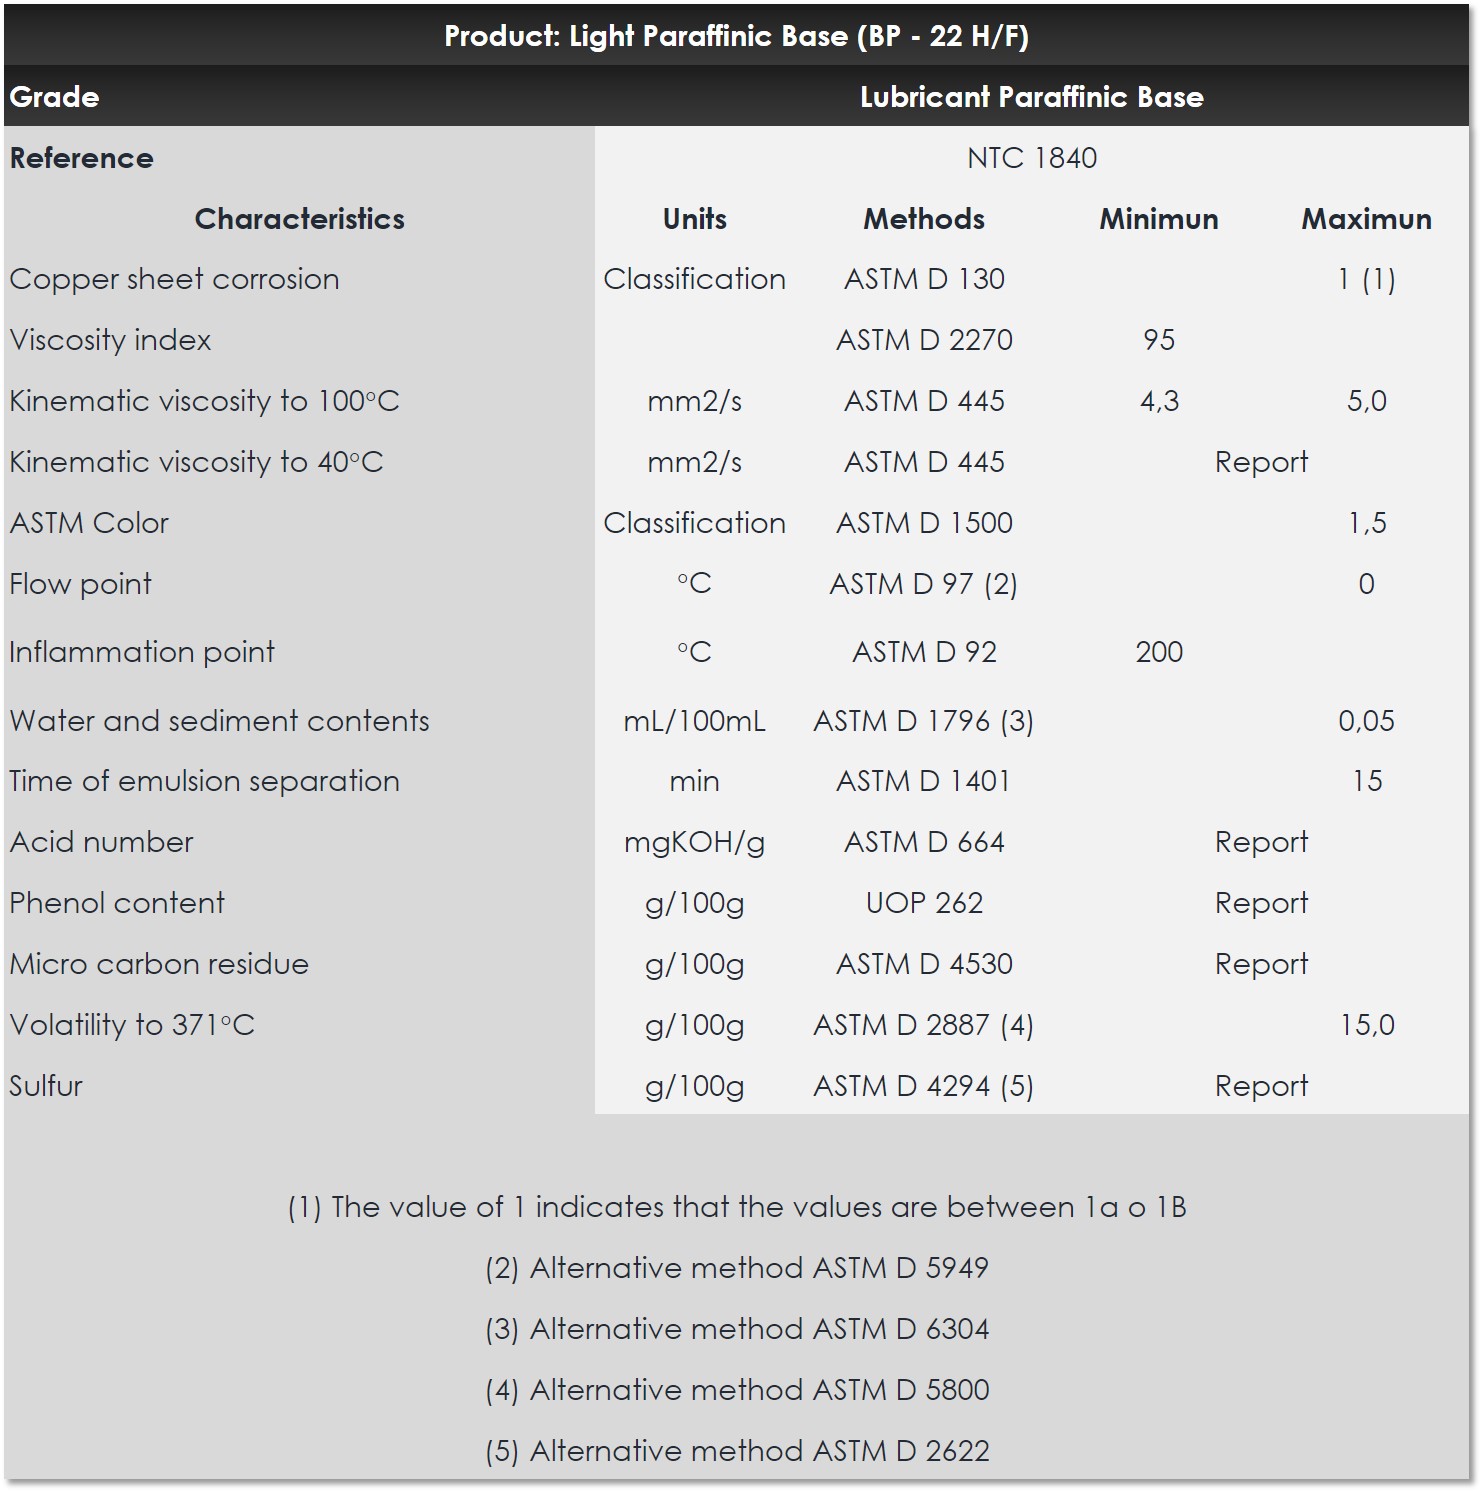 Product: Light Paraffinic Base (BP - 22 H/F)
Grade Lubricant Paraffinic Base
Reference NTC 1840
Characteristics Units Methods Minimun Maximun
Copper sheet corrosion Classification ASTM D 130 1 (1)
Viscosity index ASTM D 2270 95
Kinematic viscosity to 100°C mm2/s ASTM D 445 4,3 5,0
Kinematic viscosity to 40°C mm2/s ASTM D 445 Report
ASTM Color Classification ASTM D 1500 1,5
Flow point °C ASTM D 97 (2) 0
Inflammation point °C ASTM D 92 200
Water and sediment contents mL/100mL ASTM D 1796 (3) 0,05
Time of emulsion separation min ASTM D 1401 15
Acid number mgKOH/g ASTM D 664 Report
Phenol content g/100g UOP 262 Report
Micro carbon residue g/100g ASTM D 4530 Report
Volatility to 371°C g/100g ASTM D 2887 (4) 15,0
Sulfur g/100g ASTM D 4294 (5) Report
(1) The value of 1 indicates that the values are between 1a o 1B
(2) Alternative method ASTM D 5949
(3) Alternative method ASTM D 6304
(4) Alternative method ASTM D 5800
(5) Alternative method ASTM D 2622